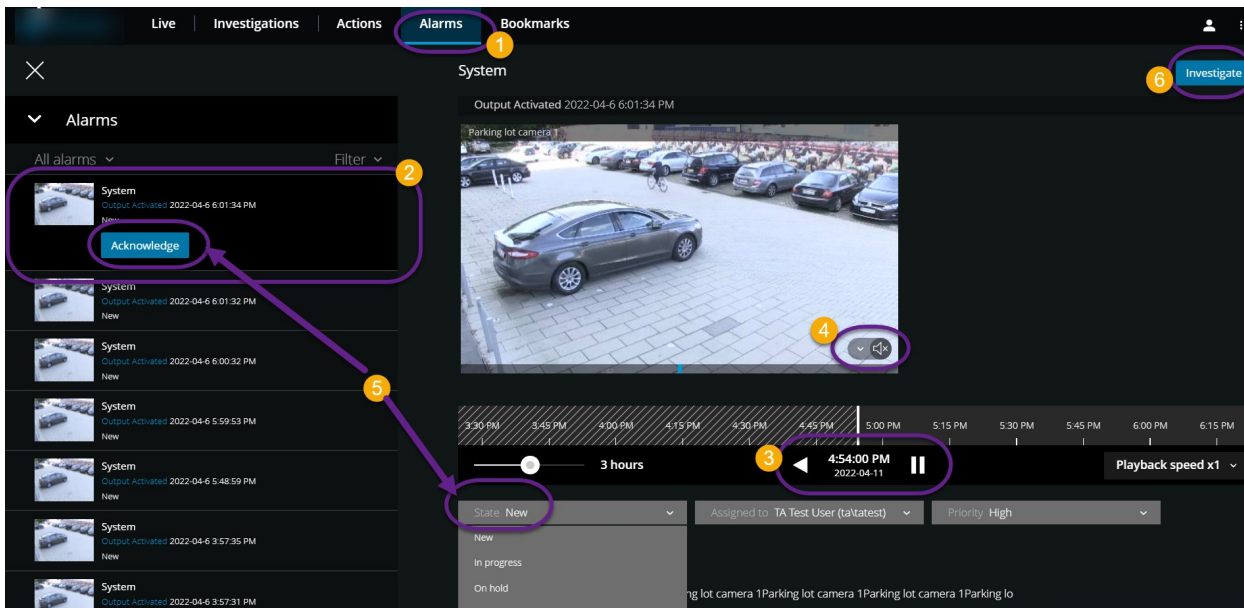 Live
Investigations
Actions
Alarms
Bookmarks
1
System
6
Investigate
Output Activated 2022-04-6 6:01:34 PM
Alarms
Parking lot camera 1
All alarms
Filter
2
System
Output Activated 2022-04-6 6:01:34 PM
New
Acknowledge
System
Output Activated 2022-04-6 6:01:32 PM
New
4
System
Output Activated 2022-04-6 6:00:32 PM
New
5
System
Output Activated 2022-04-6 5:59:53 PM
New
3:30 PM 3:45 PM 4:00 PM 4:15 PM 4:30 PM 4:45 PM 5:00 PM 5:15 PM 5:30 PM 5:45 PM 6:00 PM 6:15 PM
3 hours
3
4:54:00 PM
2022-04-11
Playback speed x1
System
Output Activated 2022-04-6 5:48:59 PM
New
State New
Assigned to TA Test User (ta\tatest)
Priority High
New
In progress
On hold
System
Output Activated 2022-04-6 3:57:35 PM
New
System
Output Activated 2022-04-6 3:57:31 PM
ng lot camera 1Parking lot camera 1Parking lot camera 1Parking lo